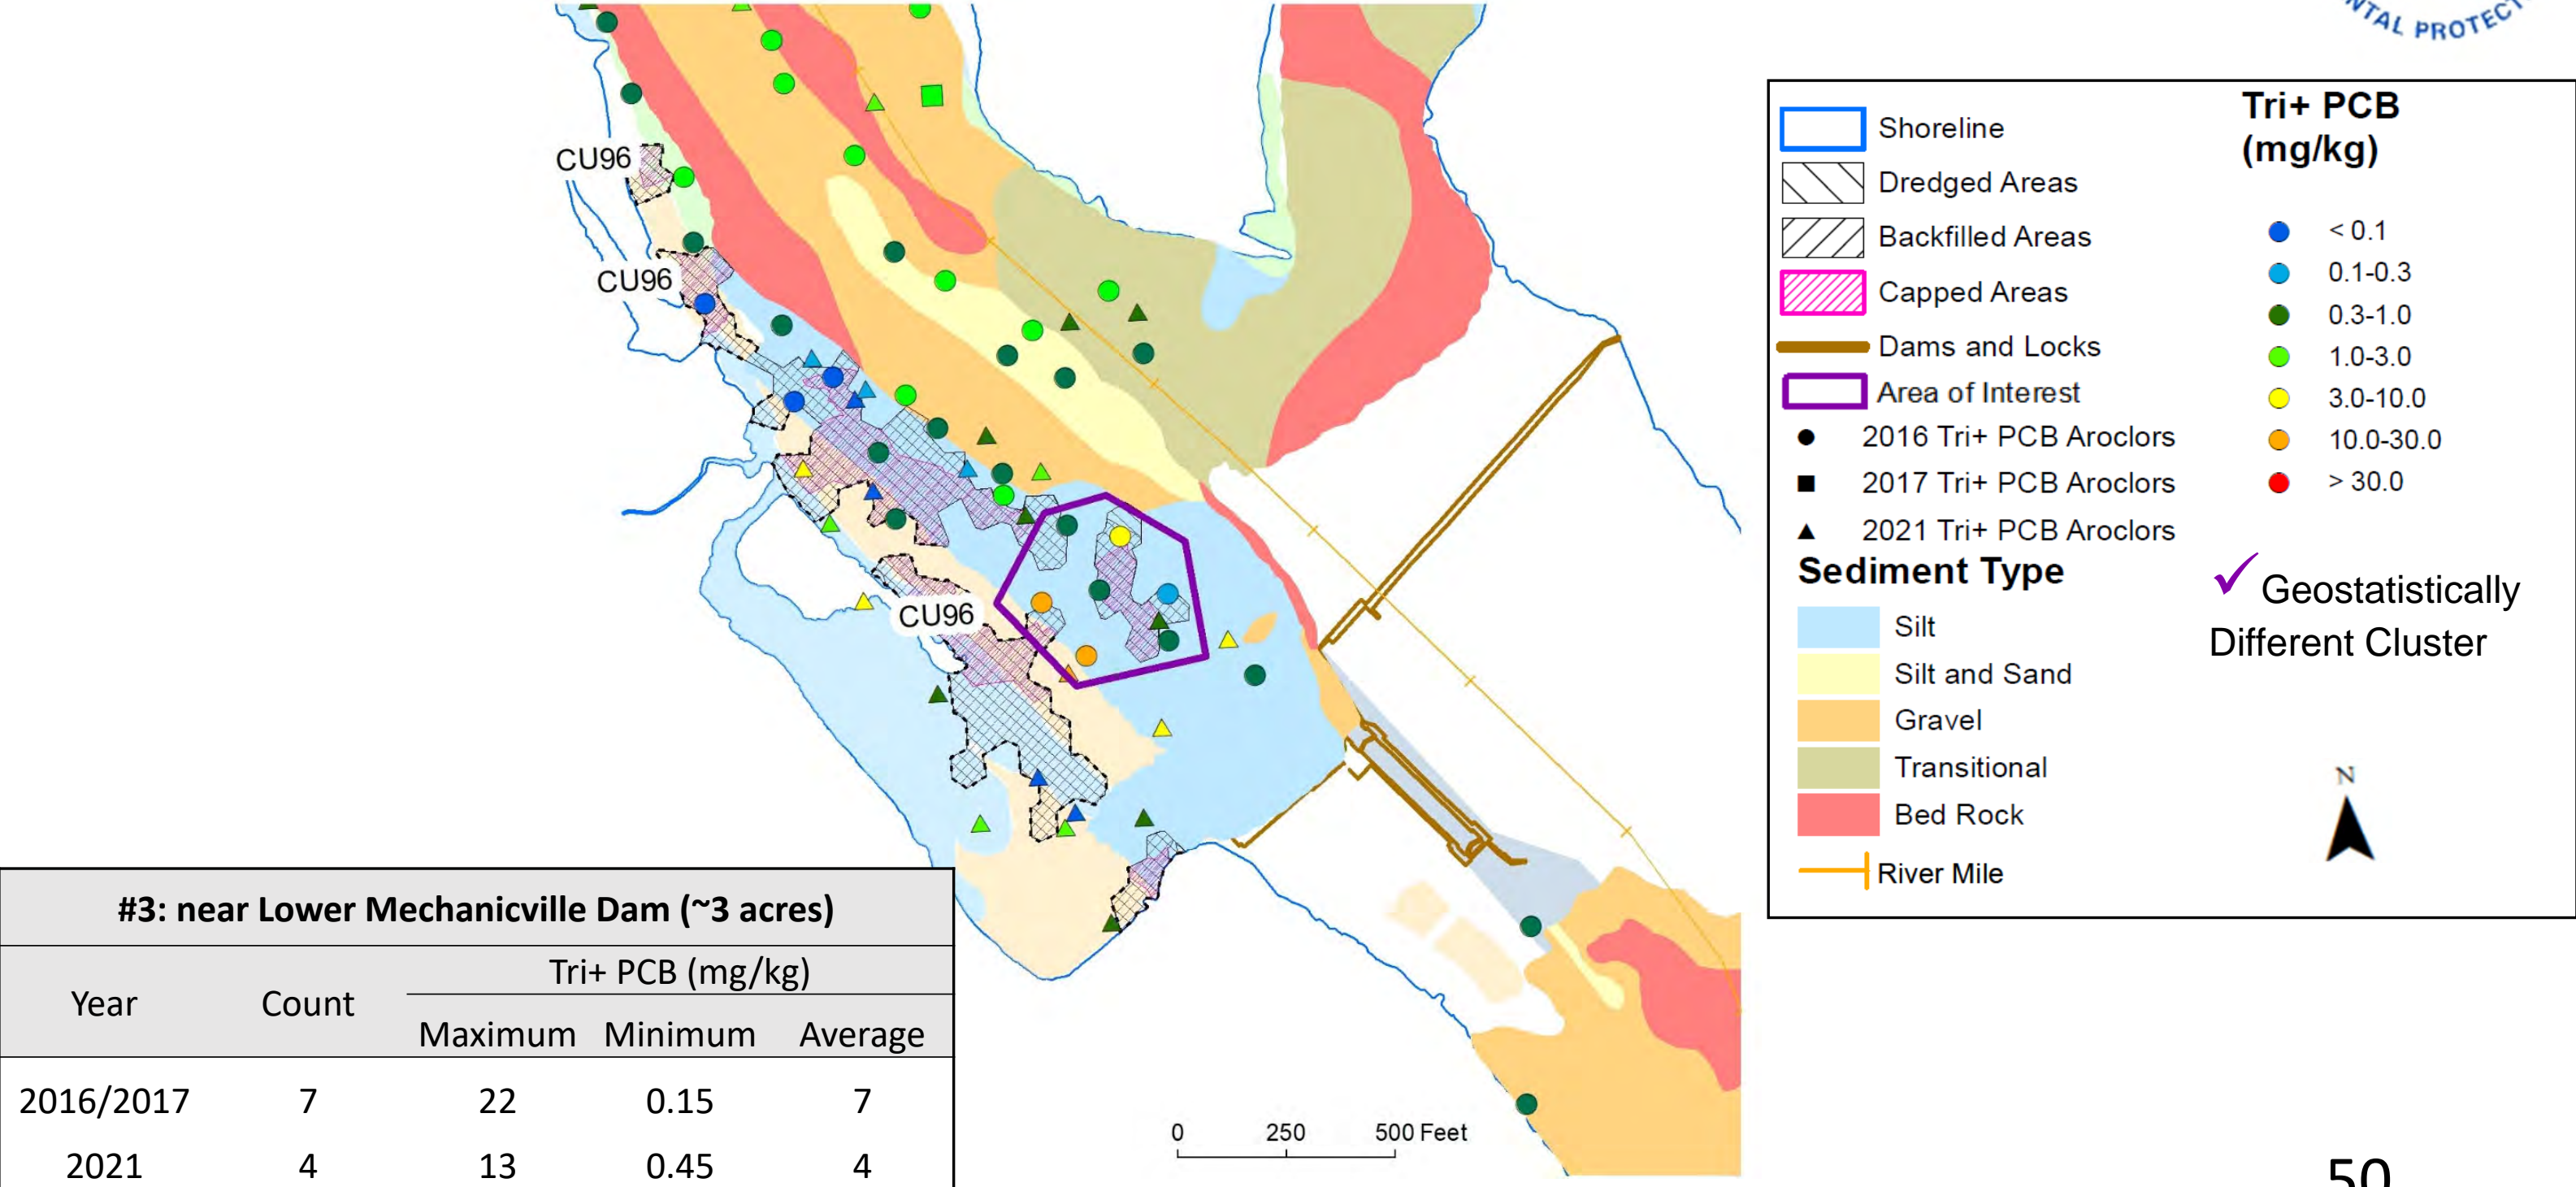 NTAL PROTECT
CU96
CU96
CU96
0 250 500 Feet
Shoreline
Dredged Areas
Backfilled Areas
Capped Areas
Dams and Locks
Area of Interest
2016 Tri+ PCB Aroclors
2017 Tri+ PCB Aroclors
2021 Tri+ PCB Aroclors
Sediment Type
Silt
Silt and Sand
Gravel
Transitional
Bed Rock
River Mile
Tri+ PCB
(mg/kg)
< 0.1
0.1-0.3
0.3-1.0
1.0-3.0
3.0-10.0
10.0-30.0
> 30.0
✓ Geostatistically
Different Cluster
N
#3: near Lower Mechanicville Dam (~3 acres)
Year Count Tri+ PCB (mg/kg)
Maximum Minimum Average
2016/2017 7 22 0.15 7
2021 4 13 0.45 4
50